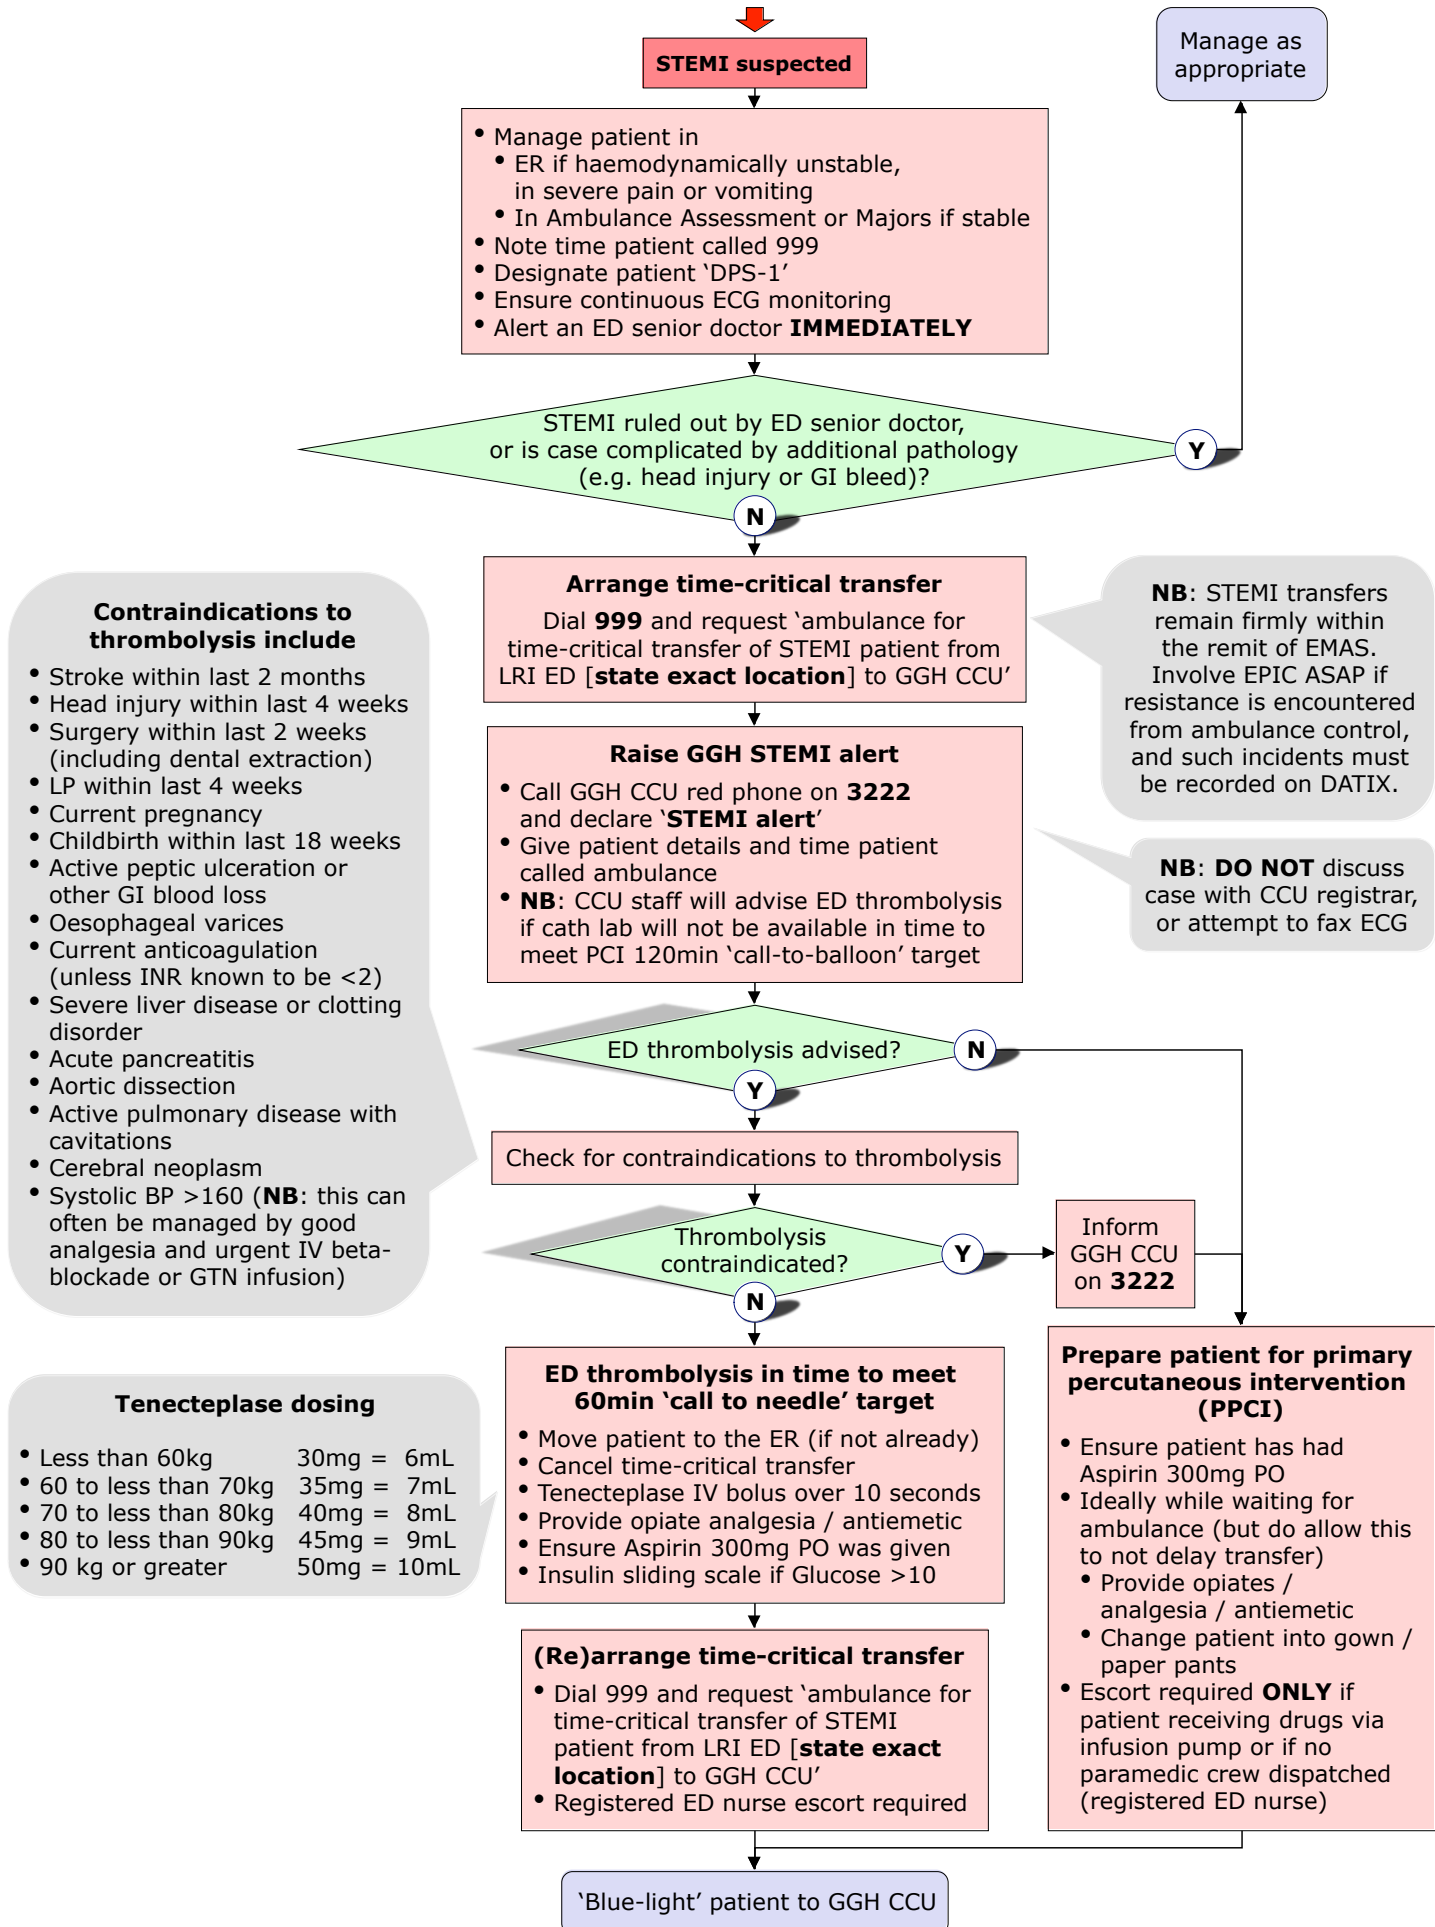 STEMI suspected
Manage as
appropriate
• Manage patient in
• ER if haemodynamically unstable,
in severe pain or vomiting
• In Ambulance Assessment or Majors if stable
• Note time patient called 999
• Designate patient ‘DPS-1’
• Ensure continuous ECG monitoring
• Alert an ED senior doctor IMMEDIATELY
STEMI ruled out by ED senior doctor,
or is case complicated by additional pathology
(e.g. head injury or GI bleed)?
Y
N
Arrange time-critical transfer
Dial 999 and request ‘ambulance for
time-critical transfer of STEMI patient from
LRI ED [state exact location] to GGH CCU’
NB: STEMI transfers
remain firmly within
the remit of EMAS.
Involve EPIC ASAP if
resistance is encountered
from ambulance control,
and such incidents must
be recorded on DATIX.
Contraindications to
thrombolysis include
• Stroke within last 2 months
• Head injury within last 4 weeks
• Surgery within last 2 weeks
(including dental extraction)
• LP within last 4 weeks
• Current pregnancy
• Childbirth within last 18 weeks
• Active peptic ulceration or
other GI blood loss
• Oesophageal varices
• Current anticoagulation
(unless INR known to be <2)
• Severe liver disease or clotting
disorder
• Acute pancreatitis
• Aortic dissection
• Active pulmonary disease with
cavitations
• Cerebral neoplasm
• Systolic BP >160 (NB: this can
often be managed by good
analgesia and urgent IV beta-
blockade or GTN infusion)
Raise GGH STEMI alert
• Call GGH CCU red phone on 3222
and declare ‘STEMI alert’
• Give patient details and time patient
called ambulance
• NB: CCU staff will advise ED thrombolysis
if cath lab will not be available in time to
meet PCI 120min ‘call-to-balloon’ target
NB: DO NOT discuss
case with CCU registrar,
or attempt to fax ECG
ED thrombolysis advised?
N
Y
Check for contraindications to thrombolysis
Thrombolysis
contraindicated?
Y
N
Inform
GGH CCU
on 3222
ED thrombolysis in time to meet
60min ‘call to needle’ target
• Move patient to the ER (if not already)
• Cancel time-critical transfer
• Tenecteplase IV bolus over 10 seconds
• Provide opiate analgesia / antiemetic
• Ensure Aspirin 300mg PO was given
• Insulin sliding scale if Glucose >10
Tenecteplase dosing
• Less than 60kg 30mg = 6mL
• 60 to less than 70kg 35mg = 7mL
• 70 to less than 80kg 40mg = 8mL
• 80 to less than 90kg 45mg = 9mL
• 90 kg or greater 50mg = 10mL
Prepare patient for primary
percutaneous intervention
(PPCI)
• Ensure patient has had
Aspirin 300mg PO
• Ideally while waiting for
ambulance (but do allow this
to not delay transfer)
• Provide opiates /
analgesia / antiemetic
• Change patient into gown /
paper pants
• Escort required ONLY if
patient receiving drugs via
infusion pump or if no
paramedic crew dispatched
(registered ED nurse)
(Re)arrange time-critical transfer
• Dial 999 and request ‘ambulance for
time-critical transfer of STEMI
patient from LRI ED [state exact
location] to GGH CCU’
• Registered ED nurse escort required
‘Blue-light’ patient to GGH CCU